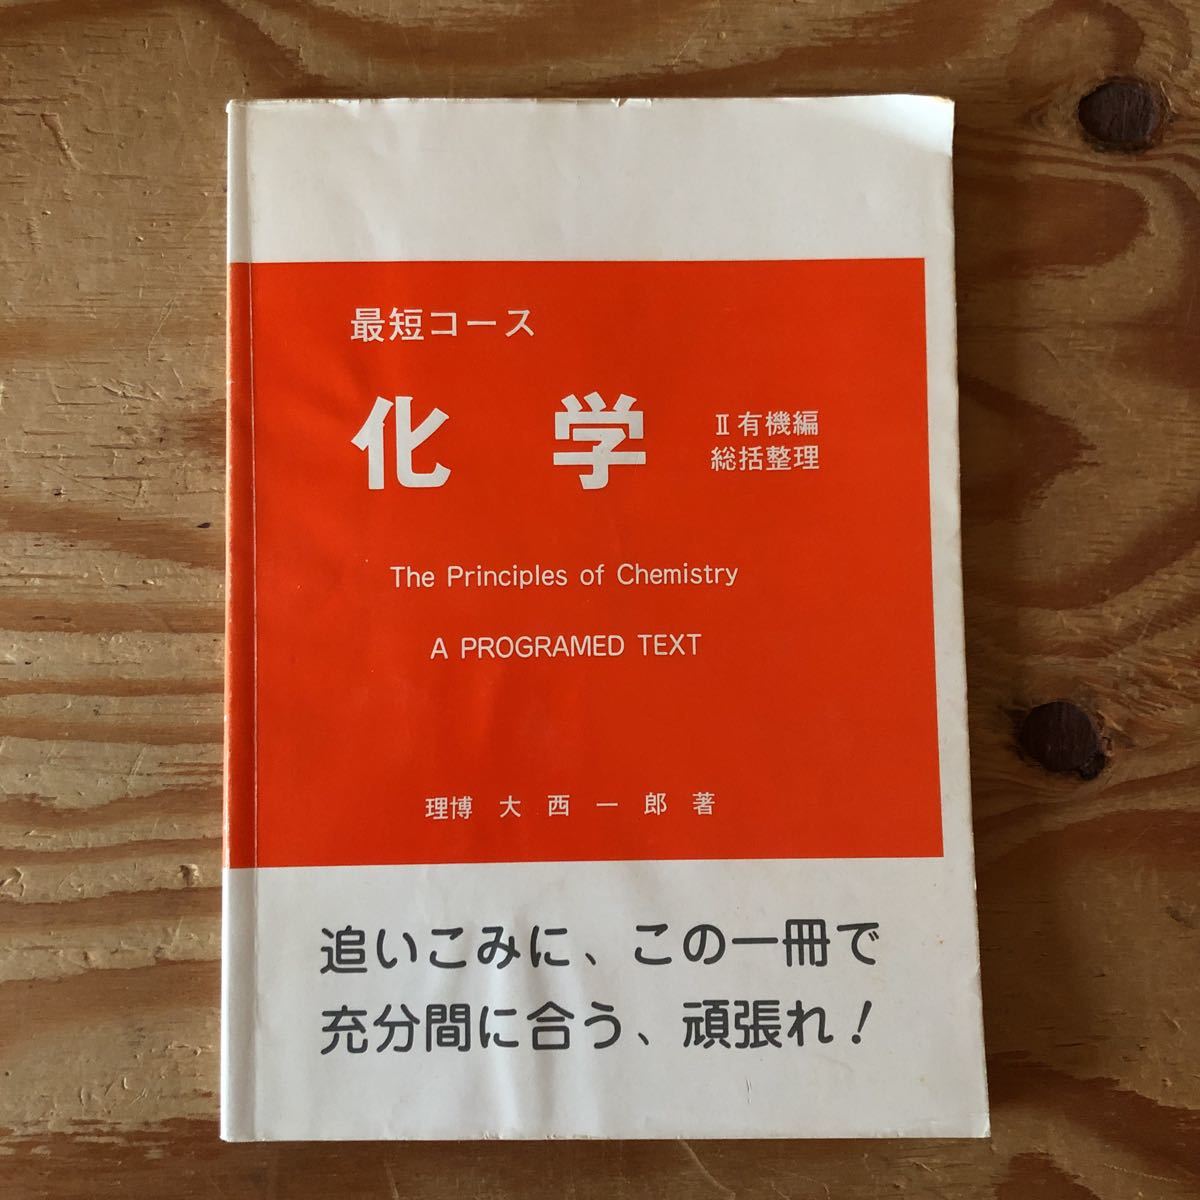 最短コース
化学
II有機編
総括整理
The Principles of Chemistry
A PROGRAMED TEXT
理博 大西一郎著
追いこみに、この一冊で
充分間に合う、頑張れ!